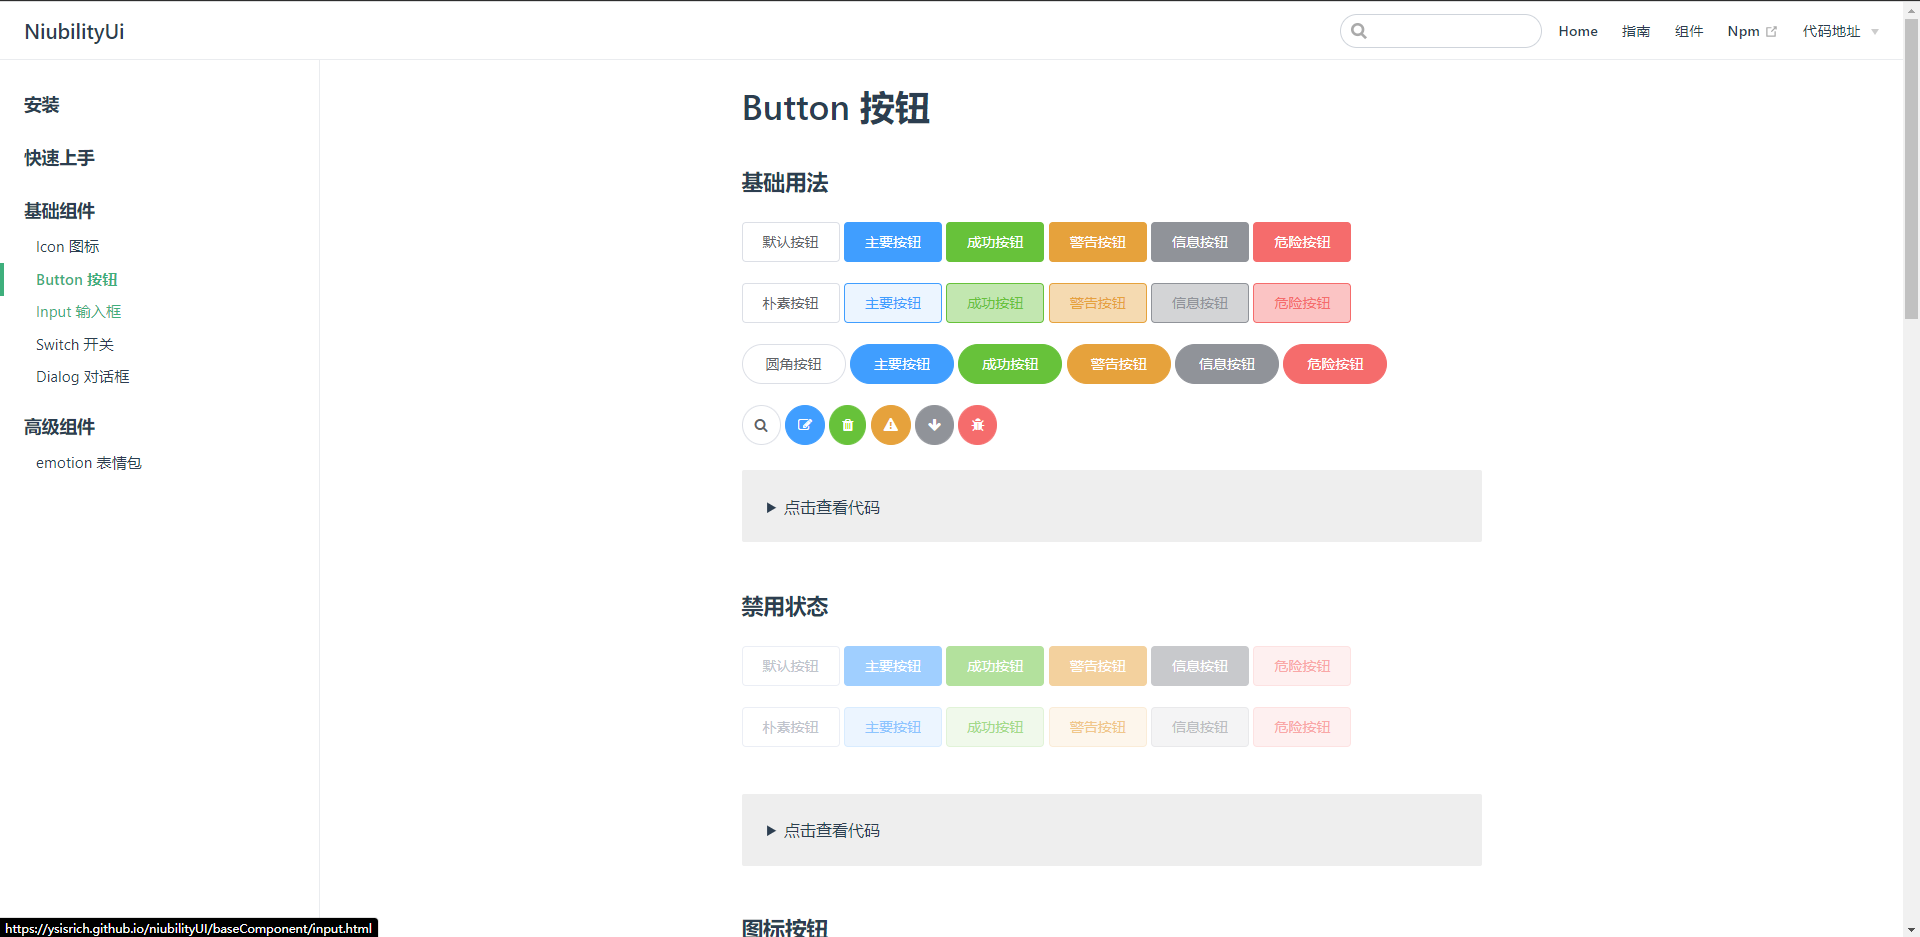 NiubilityUi
Home 指南 组件 Npm 代码地址
安装
快速上手
基础组件
Icon 图标
Button 按钮
Input 输入框
Switch 开关
Dialog 对话框
高级组件
emotion 表情包
Button 按钮
基础用法
默认按钮 主要按钮 成功按钮 警告按钮 信息按钮 危险按钮
朴素按钮 主要按钮 成功按钮 警告按钮 信息按钮 危险按钮
圆角按钮 主要按钮 成功按钮 警告按钮 信息按钮 危险按钮
点击查看代码
禁用状态
默认按钮 主要按钮 成功按钮 警告按钮 信息按钮 危险按钮
朴素按钮 主要按钮 成功按钮 警告按钮 信息按钮 危险按钮
点击查看代码
图标按钮
https://ysisrich.github.io/niubilityUI/baseComponent/input.html